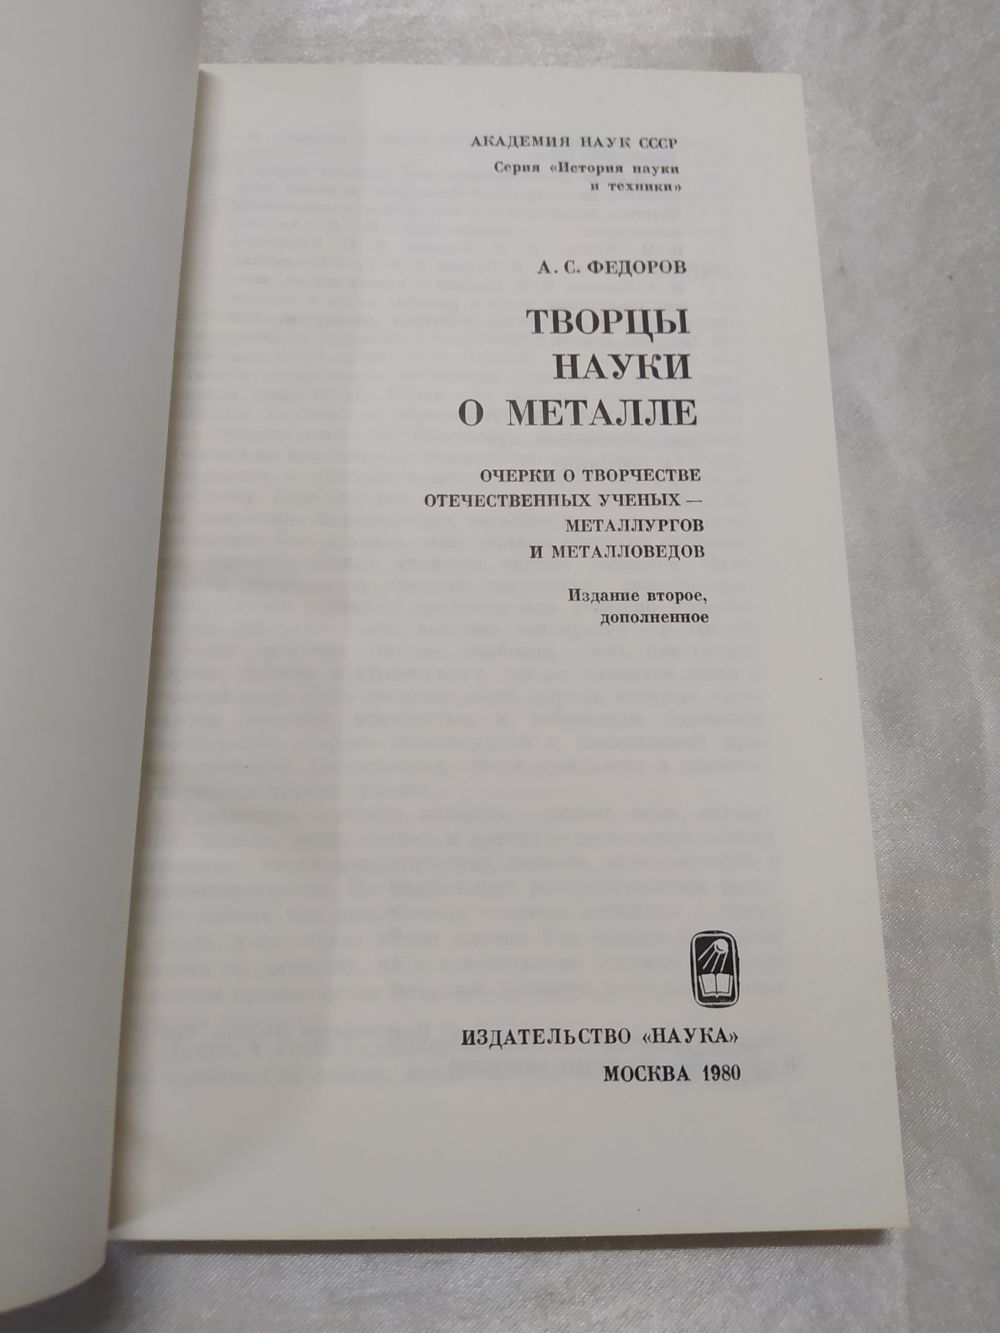 АКАДЕМИЯ НАУК СССР
Серия «История науки
и техники»
А. С. ФЕДОРОВ
ТВОРЦЫ
НАУКИ
О МЕТАЛЛЕ
ОЧЕРКИ О ТВОРЧЕСТВЕ
ОТЕЧЕСТВЕННЫХ УЧЕНЫХ —
МЕТАЛЛУРГОВ
И МЕТАЛЛОВЕДОВ
Издание второе,
дополненное
ИЗДАТЕЛЬСТВО «НАУКА»
МОСКВА 1980